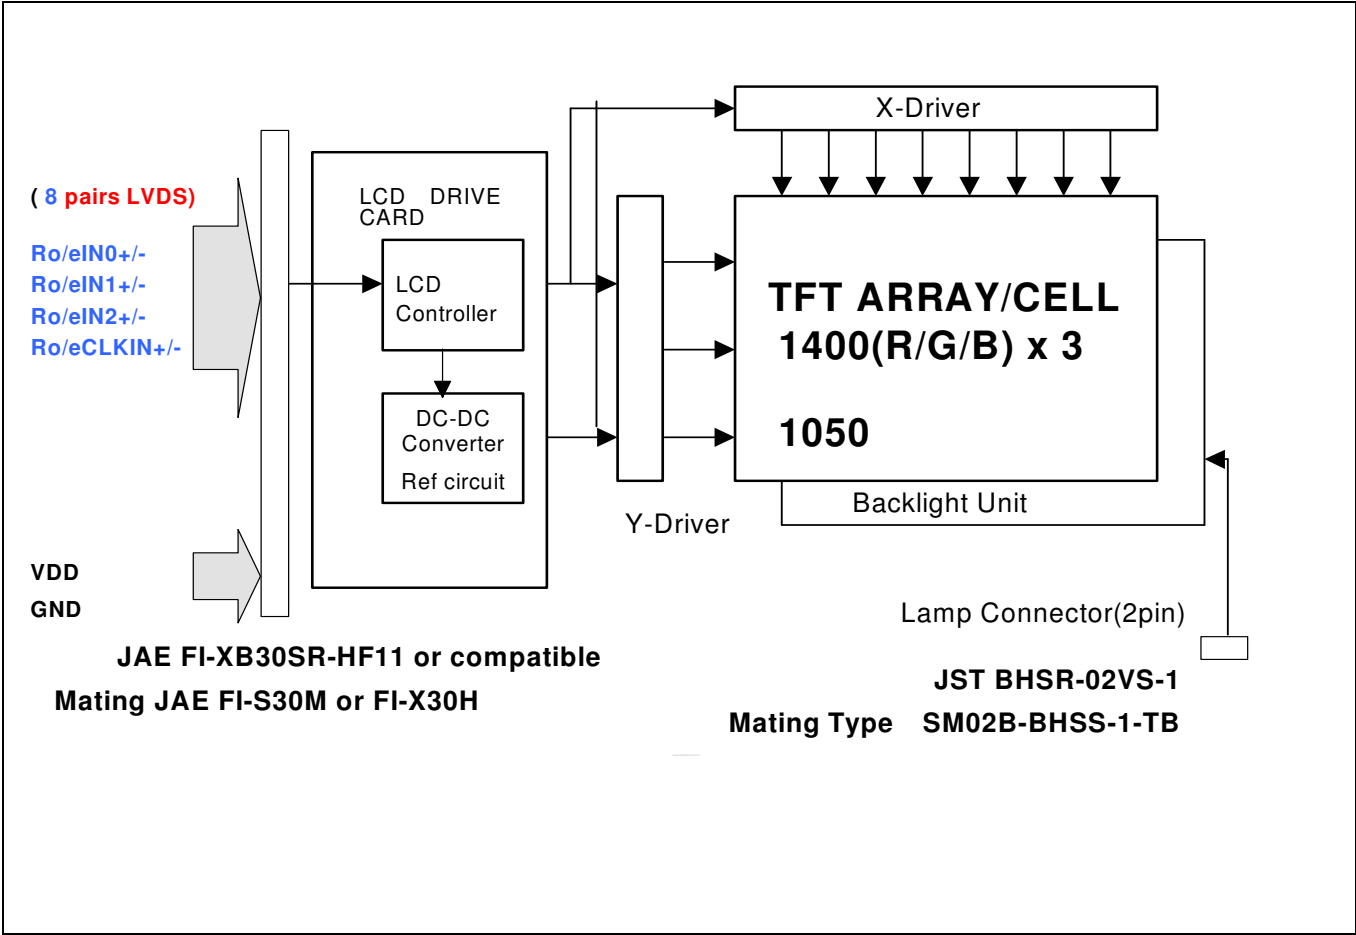 X-Driver
( 8 pairs LVDS)
LCD DRIVE
CARD
Ro/eIN0+/-
Ro/eIN1+/-
Ro/eIN2+/-
Ro/eCLKIN+/-
LCD
Controller
TFT ARRAY/CELL
1400(R/G/B) x 3
1050
DC-DC
Converter
Ref circuit
Backlight Unit
Y-Driver
VDD
GND
Lamp Connector(2pin)
JAE FI-XB30SR-HF11 or compatible
Mating JAE FI-S30M or FI-X30H
JST BHSR-02VS-1
Mating Type SM02B-BHSS-1-TB